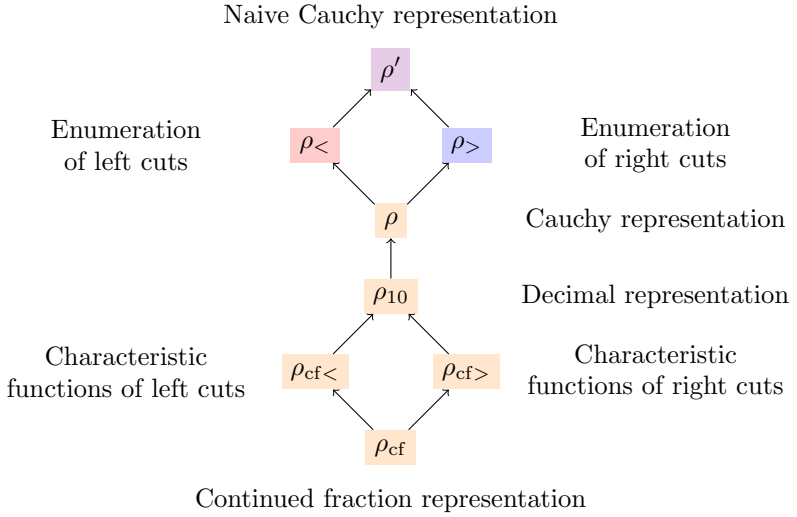 Naive Cauchy representation
ρ′
Enumeration
of left cuts
ρ<
ρ>
Enumeration
of right cuts
ρ
Cauchy representation
ρ10
Decimal representation
Characteristic
functions of left cuts
ρcf<
ρcf>
Characteristic
functions of right cuts
ρcf
Continued fraction representation